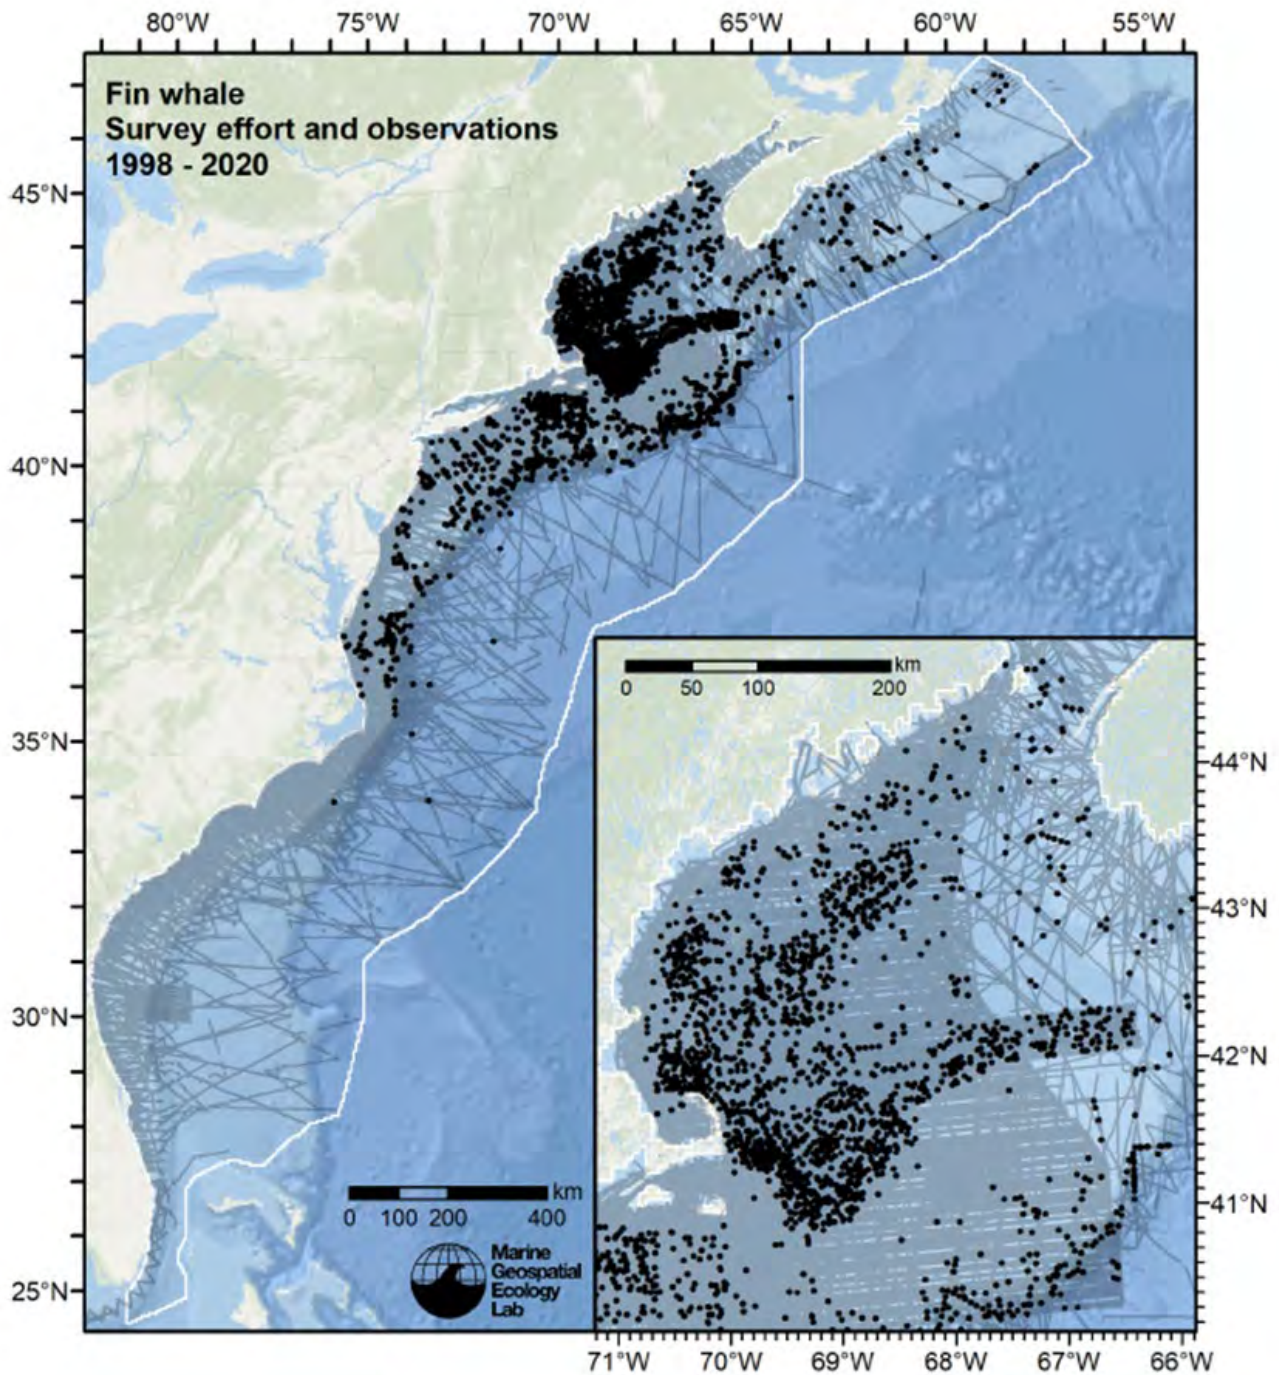 80°W 75°W 70°W 65°W 60°W 55°W
Fin whale
Survey effort and observations
1998 - 2020
45°N
40°N
35°N
30°N
25°N
km
0 50 100 200
44°N
43°N
42°N
41°N
km
0 100 200 400
Marine
Geospatial
Ecology
Lab
71°W 70°W 69°W 68°W 67°W 66°W